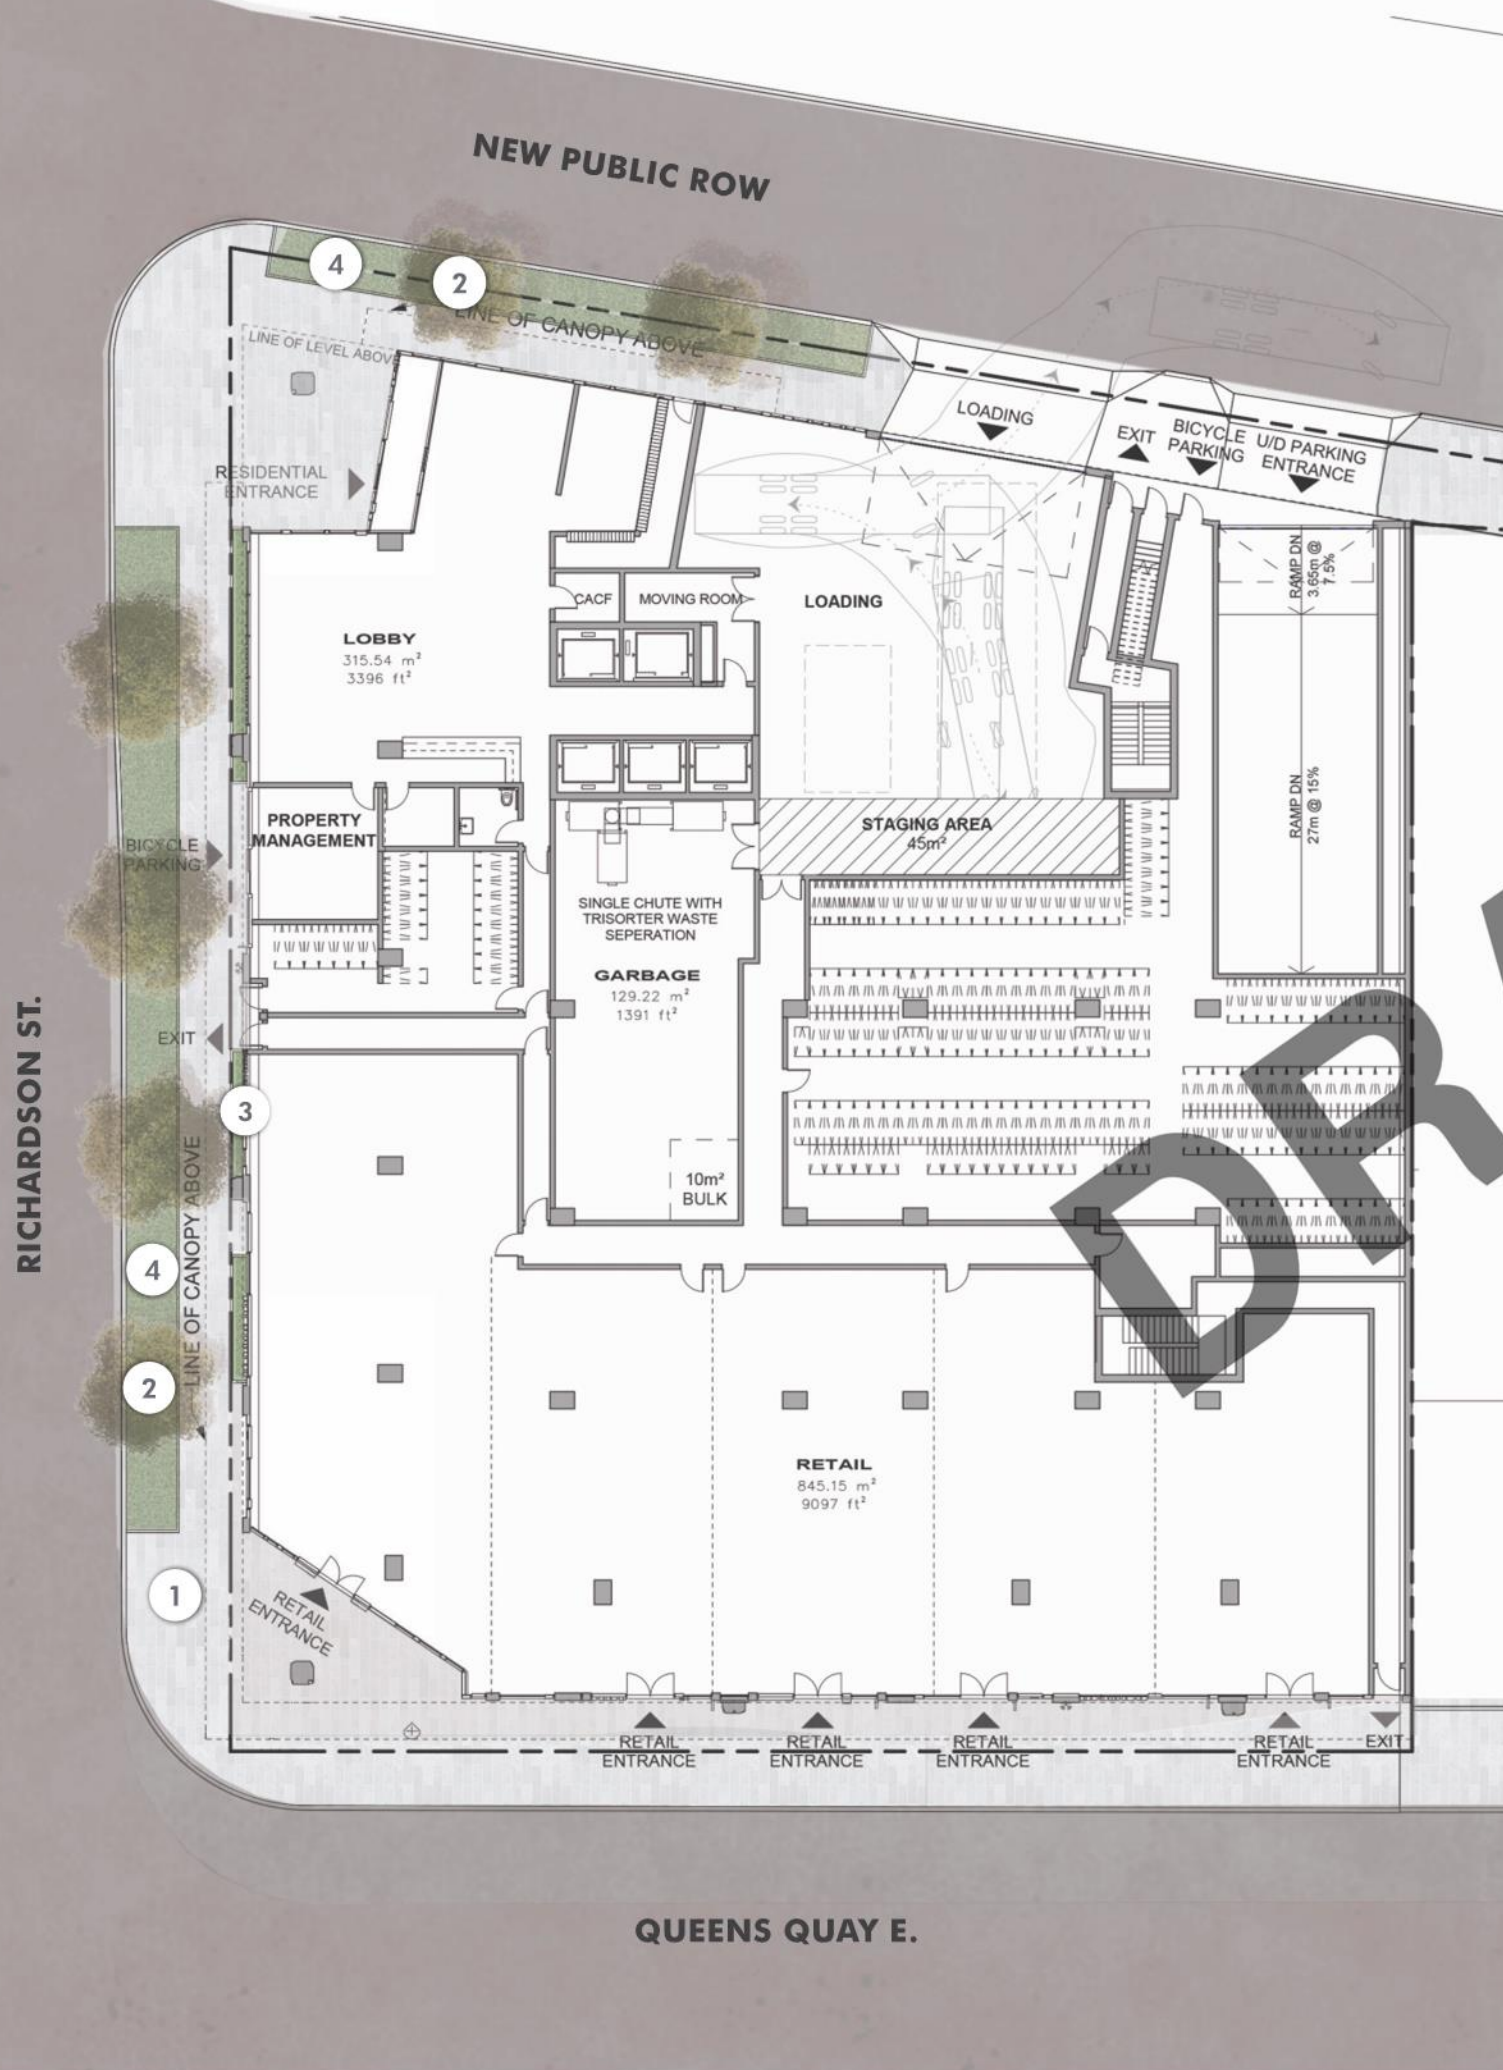 NEW PUBLIC ROW
4
2
LINE OF CANOPY ABOVE
LINE OF LEVEL ABOVE
LOADING
EXIT
BICYCLE
PARKING
U/D PARKING
ENTRANCE
RESIDENTIAL
ENTRANCE
RAMP DN
3.65m @
7.5%
CACF
MOVING ROOM
LOADING
LOBBY
315.54 m²
3396 ft²
RAMP DN
27m @ 15%
PROPERTY
MANAGEMENT
STAGING AREA
45m²
BICYCLE
PARKING
SINGLE CHUTE WITH
TRISORTER WASTE
SEPERATION
GARBAGE
129.22 m²
1391 ft²
EXIT
RICHARDSON ST.
3
LINE OF CANOPY ABOVE
10m²
BULK
4
2
RETAIL
845.15 m²
9097 ft²
1
RETAIL
ENTRANCE
RETAIL
ENTRANCE
RETAIL
ENTRANCE
RETAIL
ENTRANCE
RETAIL
ENTRANCE
EXIT
QUEENS QUAY E.
DR